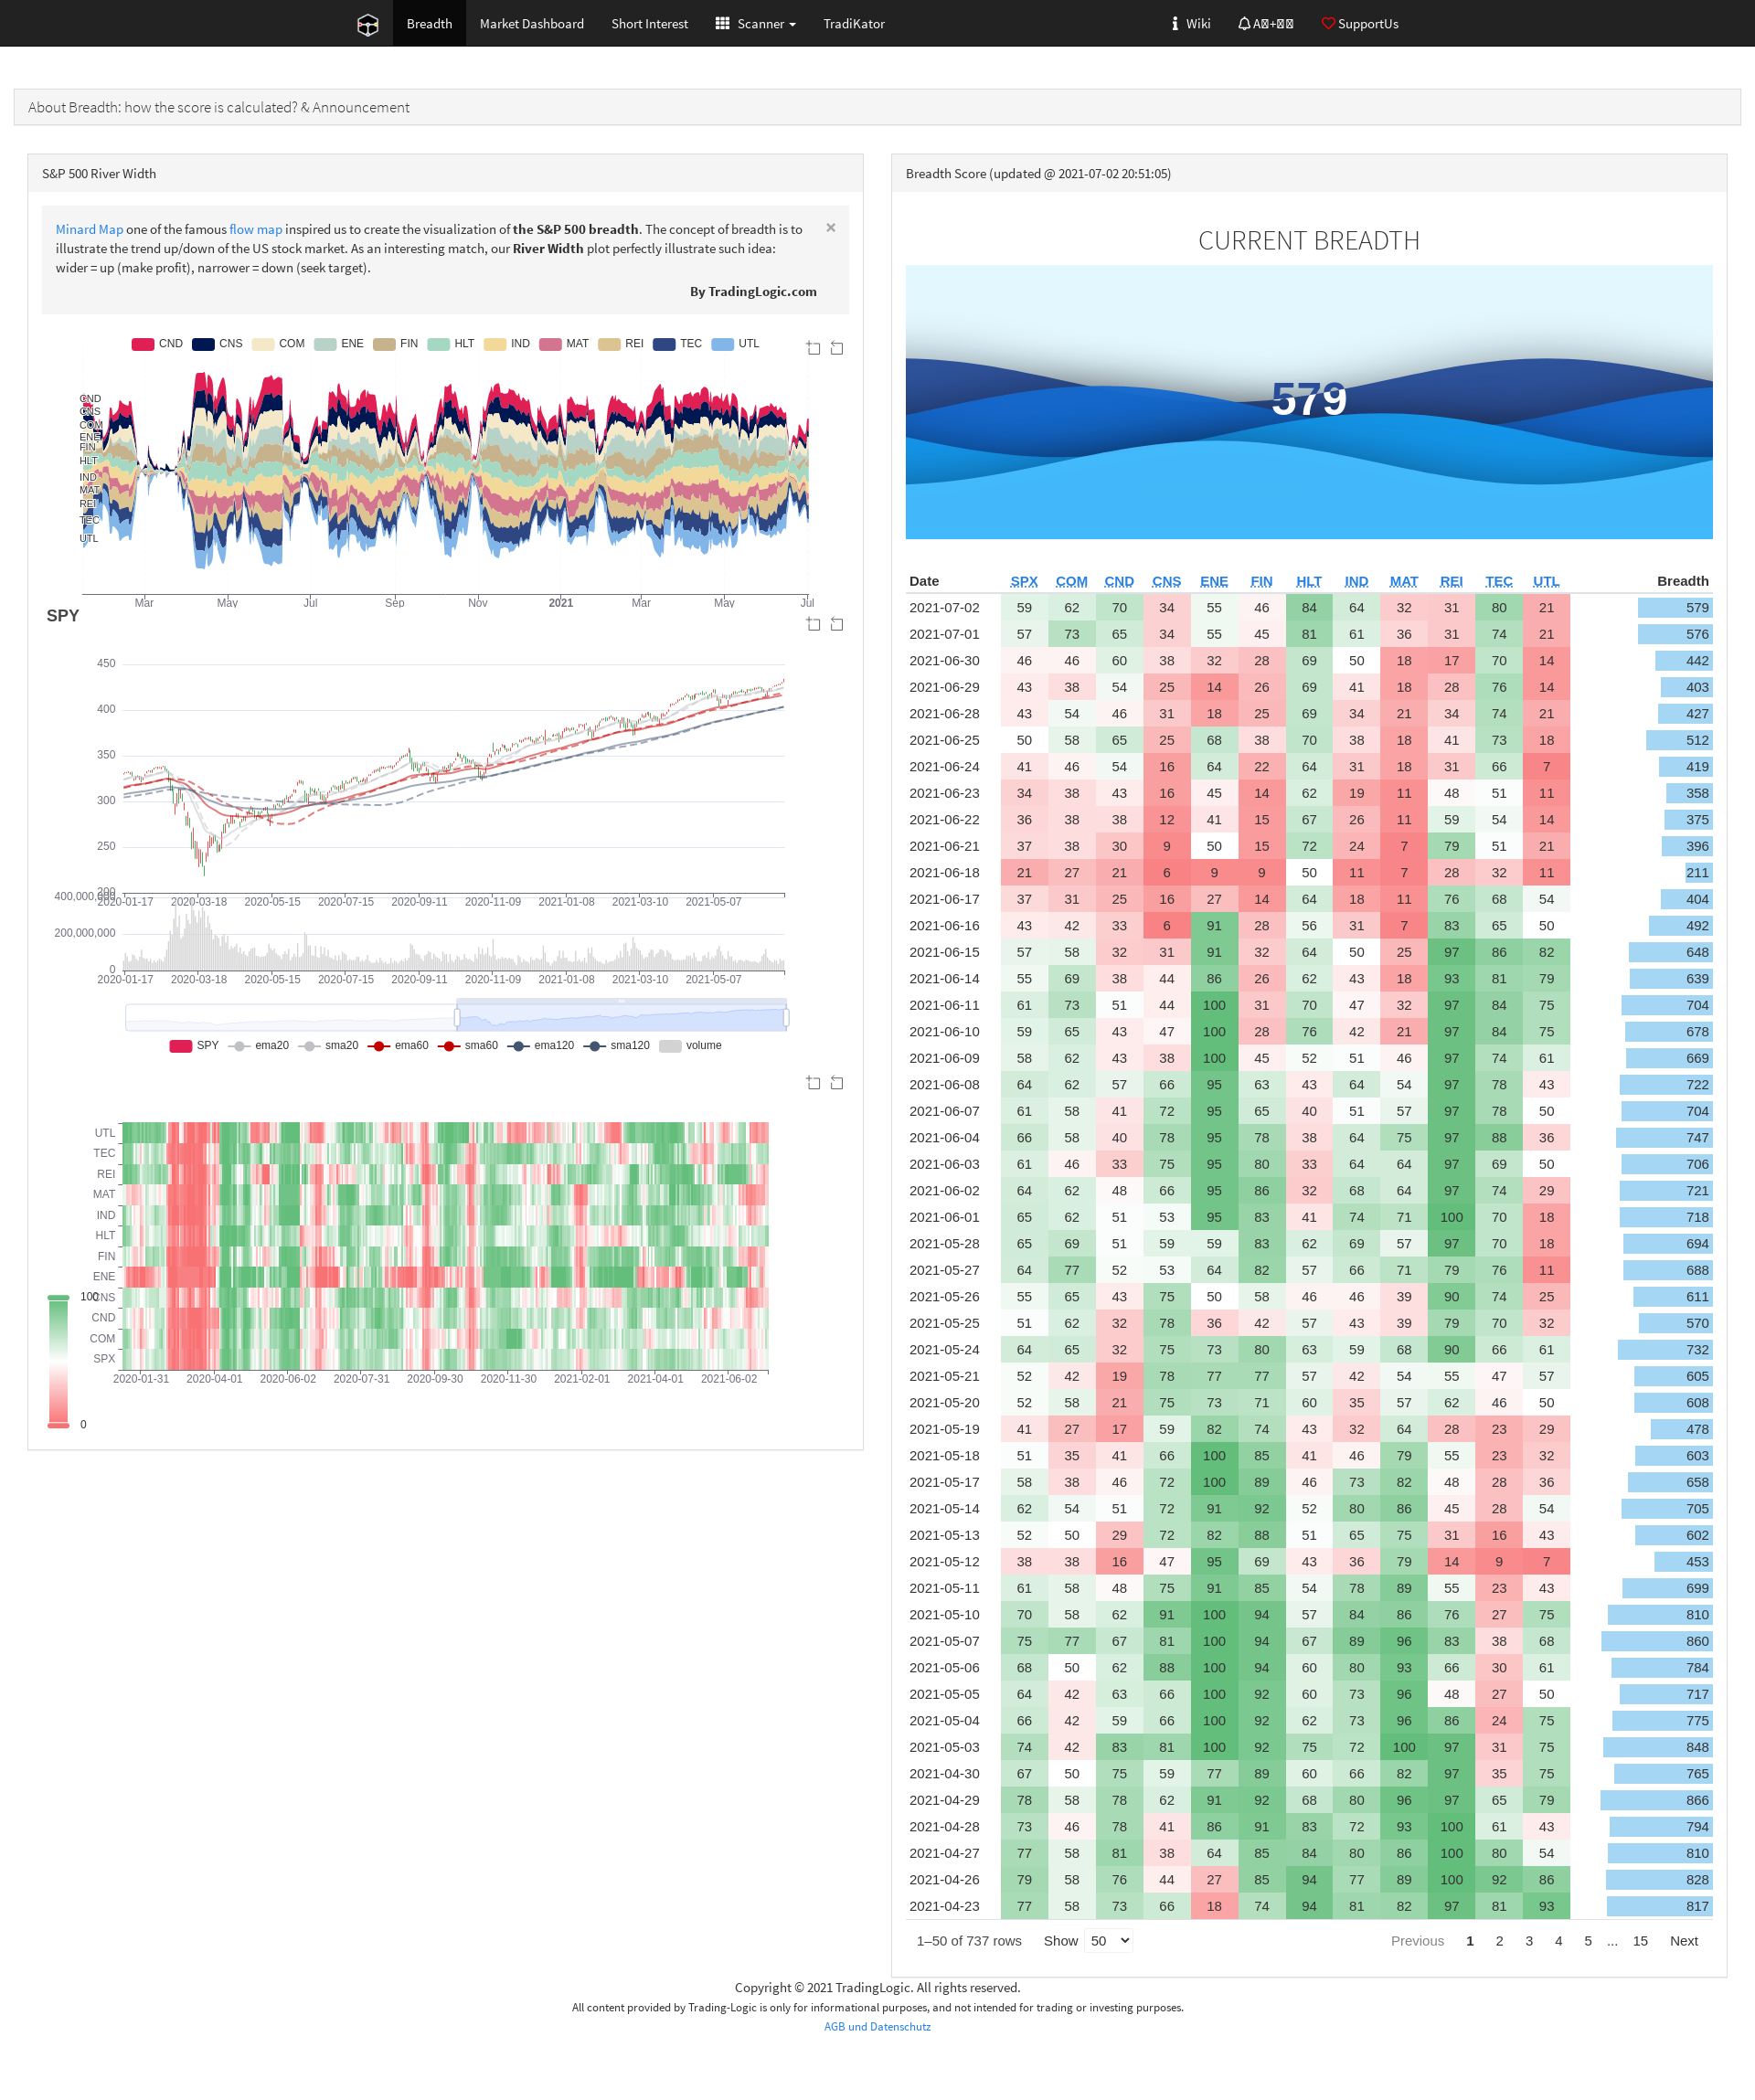 Breadth Market Dashboard Short Interest Scanner TradiKator Wiki SupportUs
About Breadth: how the score is calculated? & Announcement
S&P 500 River Width
Minard Map one of the famous flow map inspired us to create the visualization of the S&P 500 breadth. The concept of breadth is to
illustrate the trend up/down of the US stock market. As an interesting match, our River Width plot perfectly illustrate such idea:
wider = up (make profit), narrower = down (seek target).
×
By TradingLogic.com
CND CNS COM ENE FIN HLT IND MAT REI TEC UTL
CND
CNS
COM
ENE
FIN
HLT
IND
MAT
REI
TEC
UTL
Mar May Jul Sep Nov 2021 Mar May Jul
SPY
450
400
350
300
250
200
2020-01-17 2020-03-18 2020-05-15 2020-07-15 2020-09-11 2020-11-09 2021-01-08 2021-03-10 2021-05-07
400,000,000
200,000,000
0
2020-01-17 2020-03-18 2020-05-15 2020-07-15 2020-09-11 2020-11-09 2021-01-08 2021-03-10 2021-05-07
SPY ema20 sma20 ema60 sma60 ema120 sma120 volume
UTL
TEC
REI
MAT
IND
HLT
FIN
ENE
CNS
CND
COM
SPX
100
0
2020-01-31 2020-04-01 2020-06-02 2020-07-31 2020-09-30 2020-11-30 2021-02-01 2021-04-01 2021-06-02
Breadth Score (updated @ 2021-07-02 20:51:05)
CURRENT BREADTH
579
Date SPX COM CND CNS ENE FIN HLT IND MAT REI TEC UTL Breadth
2021-07-02 59 62 70 34 55 46 84 64 32 31 80 21 579
2021-07-01 57 73 65 34 55 45 81 61 36 31 74 21 576
2021-06-30 46 46 60 38 32 28 69 50 18 17 70 14 442
2021-06-29 43 38 54 25 14 26 69 41 18 28 76 14 403
2021-06-28 43 54 46 31 18 25 69 34 21 34 74 21 427
2021-06-25 50 58 65 25 68 38 70 38 18 41 73 18 512
2021-06-24 41 46 54 16 64 22 64 31 18 31 66 7 419
2021-06-23 34 38 43 16 45 14 62 19 11 48 51 11 358
2021-06-22 36 38 38 12 41 15 67 26 11 59 54 14 375
2021-06-21 37 38 30 9 50 15 72 24 7 79 51 21 396
2021-06-18 21 27 21 6 9 9 50 11 7 28 32 11 211
2021-06-17 37 31 25 16 27 14 64 18 11 76 68 54 404
2021-06-16 43 42 33 6 91 28 56 31 7 83 65 50 492
2021-06-15 57 58 32 31 91 32 64 50 25 97 86 82 648
2021-06-14 55 69 38 44 86 26 62 43 18 93 81 79 639
2021-06-11 61 73 51 44 100 31 70 47 32 97 84 75 704
2021-06-10 59 65 43 47 100 28 76 42 21 97 84 75 678
2021-06-09 58 62 43 38 100 45 52 51 46 97 74 61 669
2021-06-08 64 62 57 66 95 63 43 64 54 97 78 43 722
2021-06-07 61 58 41 72 95 65 40 51 57 97 78 50 704
2021-06-04 66 58 40 78 95 78 38 64 75 97 88 36 747
2021-06-03 61 46 33 75 95 80 33 64 64 97 69 50 706
2021-06-02 64 62 48 66 95 86 32 68 64 97 74 29 721
2021-06-01 65 62 51 53 95 83 41 74 71 100 70 18 718
2021-05-28 65 69 51 59 59 83 62 69 57 97 70 18 694
2021-05-27 64 77 52 53 64 82 57 66 71 79 76 11 688
2021-05-26 55 65 43 75 50 58 46 46 39 90 74 25 611
2021-05-25 51 62 32 78 36 42 57 43 39 79 70 32 570
2021-05-24 64 65 32 75 73 80 63 59 68 90 66 61 732
2021-05-21 52 42 19 78 77 77 57 42 54 55 47 57 605
2021-05-20 52 58 21 75 73 71 60 35 57 62 46 50 608
2021-05-19 41 27 17 59 82 74 43 32 64 28 23 29 478
2021-05-18 51 35 41 66 100 85 41 46 79 55 23 32 603
2021-05-17 58 38 46 72 100 89 46 73 82 48 28 36 658
2021-05-14 62 54 51 72 91 92 52 80 86 45 28 54 705
2021-05-13 52 50 29 72 82 88 51 65 75 31 16 43 602
2021-05-12 38 38 16 47 95 69 43 36 79 14 9 7 453
2021-05-11 61 58 48 75 91 85 54 78 89 55 23 43 699
2021-05-10 70 58 62 91 100 94 57 84 86 76 27 75 810
2021-05-07 75 77 67 81 100 94 67 89 96 83 38 68 860
2021-05-06 68 50 62 88 100 94 60 80 93 66 30 61 784
2021-05-05 64 42 63 66 100 92 60 73 96 48 27 50 717
2021-05-04 66 42 59 66 100 92 62 73 96 86 24 75 775
2021-05-03 74 42 83 81 100 92 75 72 100 97 31 75 848
2021-04-30 67 50 75 59 77 89 60 66 82 97 35 75 765
2021-04-29 78 58 78 62 91 92 68 80 96 97 65 79 866
2021-04-28 73 46 78 41 86 91 83 72 93 100 61 43 794
2021-04-27 77 58 81 38 64 85 84 80 86 100 80 54 810
2021-04-26 79 58 76 44 27 85 94 77 89 100 92 86 828
2021-04-23 77 58 73 66 18 74 94 81 82 97 81 93 817
1–50 of 737 rows Show 50 Previous 1 2 3 4 5 ... 15 Next
Copyright © 2021 TradingLogic. All rights reserved.
All content provided by Trading-Logic is only for informational purposes, and not intended for trading or investing purposes.
AGB und Datenschutz